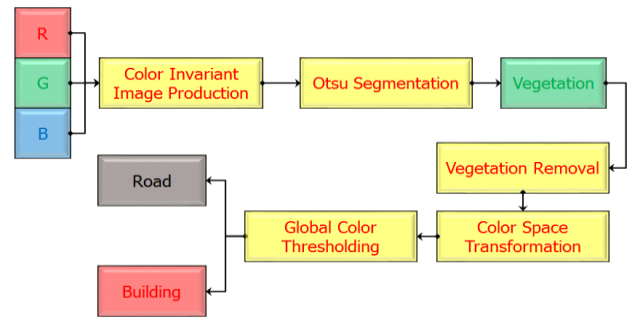 R
G
B
Color Invariant
Image Production
Otsu Segmentation
Vegetation
Vegetation Removal
Color Space
Transformation
Global Color
Thresholding
Road
Building